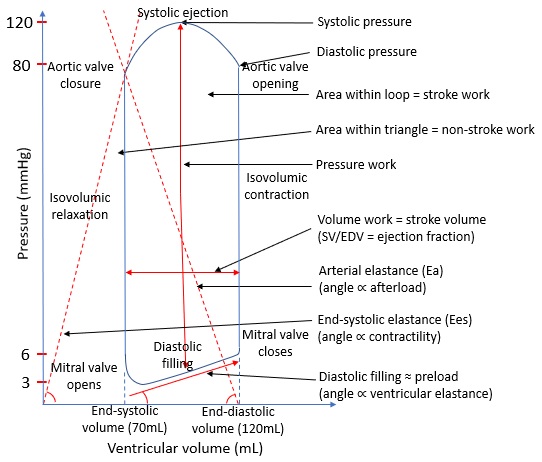 Systolic ejection
120
Systolic pressure
Diastolic pressure
80
Aortic valve
closure
Aortic valve
opening
Area within loop = stroke work
Area within triangle = non-stroke work
Pressure (mmHg)
Pressure work
Isovolumic
contraction
Isovolumic
relaxation
Volume work = stroke volume
(SV/EDV = ejection fraction)
Arterial elastance (Ea)
(angle ∝ afterload)
End-systolic elastance (Ees)
(angle ∝ contractility)
Mitral valve
closes
Diastolic
filling
6
Mitral valve
opens
3
Diastolic filling ≈ preload
(angle ∝ ventricular elastance)
End-systolic
volume (70mL)
End-diastolic
volume (120mL)
Ventricular volume (mL)